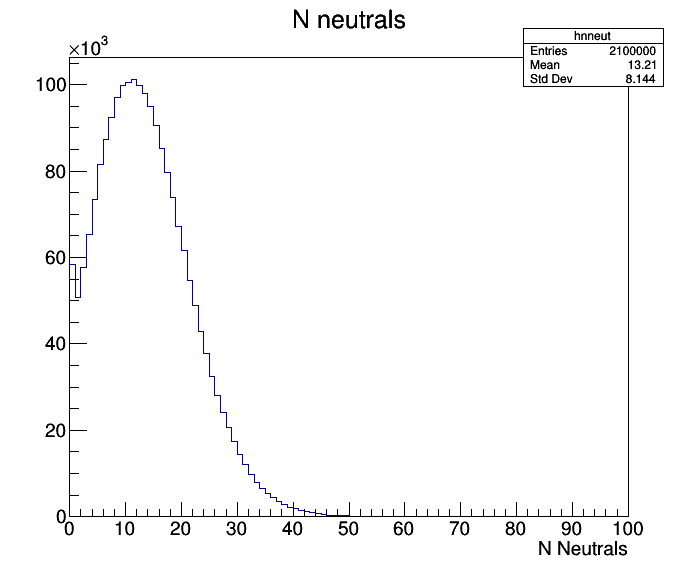 N neutrals
×10³
hnneut
Entries 2100000
Mean 13.21
Std Dev 8.144
100
80
60
40
20
0
0 10 20 30 40 50 60 70 80 90 100
N Neutrals